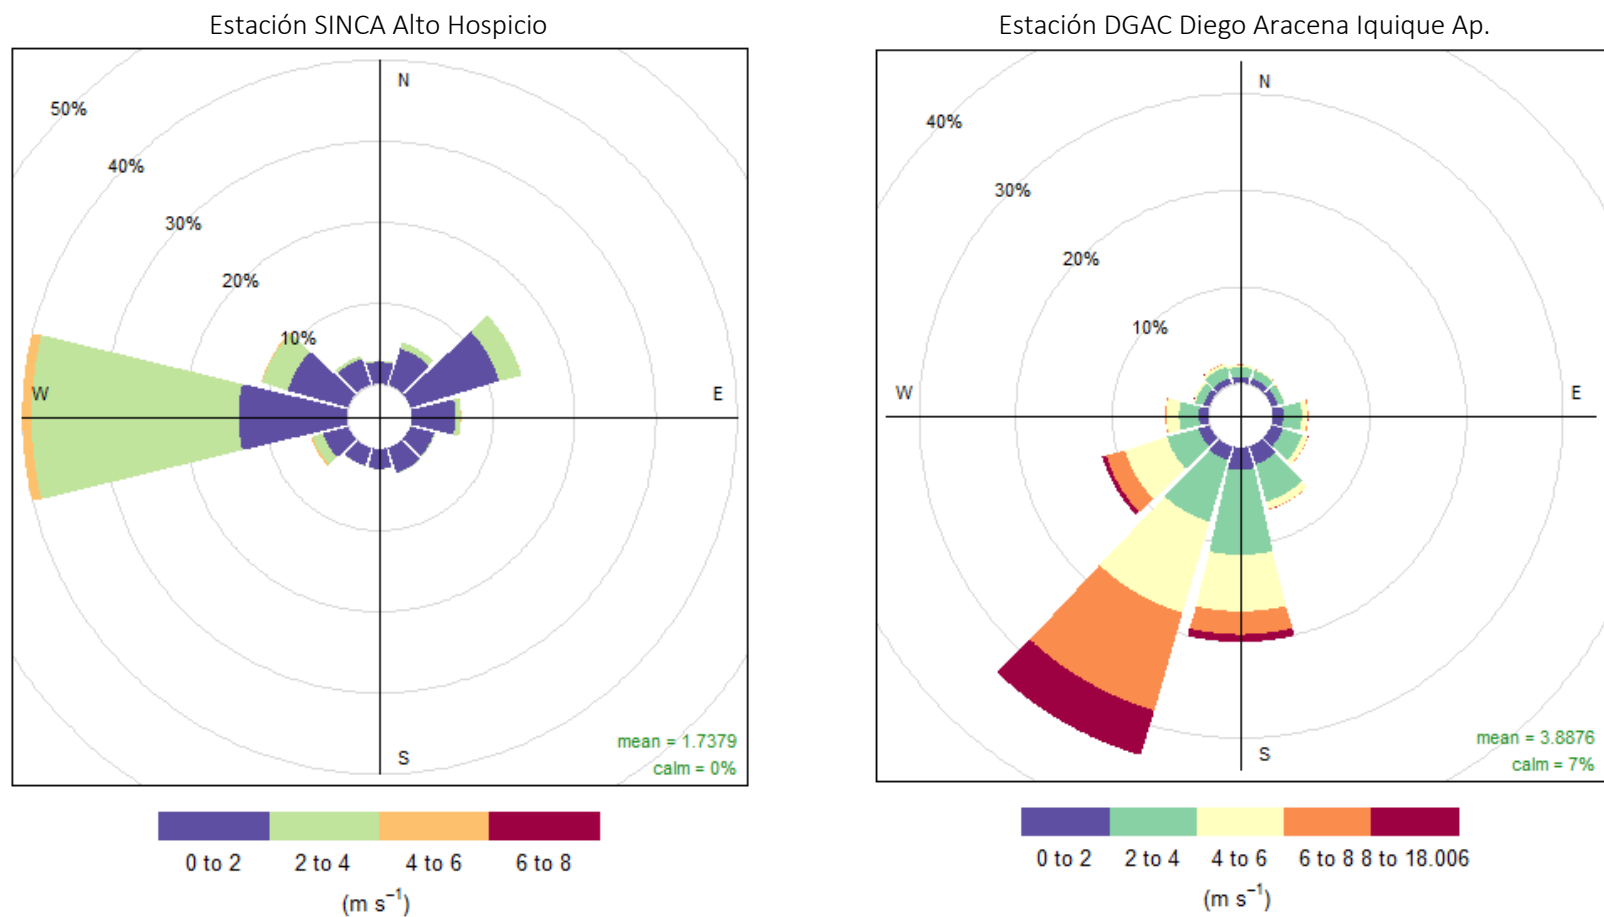 Estación SINCA Alto Hospicio
N
50%
40%
30%
20%
10%
W
E
S
mean = 1.7379
calm = 0%
0 to 2 2 to 4 4 to 6 6 to 8
(m s⁻¹)
Estación DGAC Diego Aracena Iquique Ap.
N
40%
30%
20%
10%
W
E
S
mean = 3.8876
calm = 7%
0 to 2 2 to 4 4 to 6 6 to 8 8 to 18.006
(m s⁻¹)